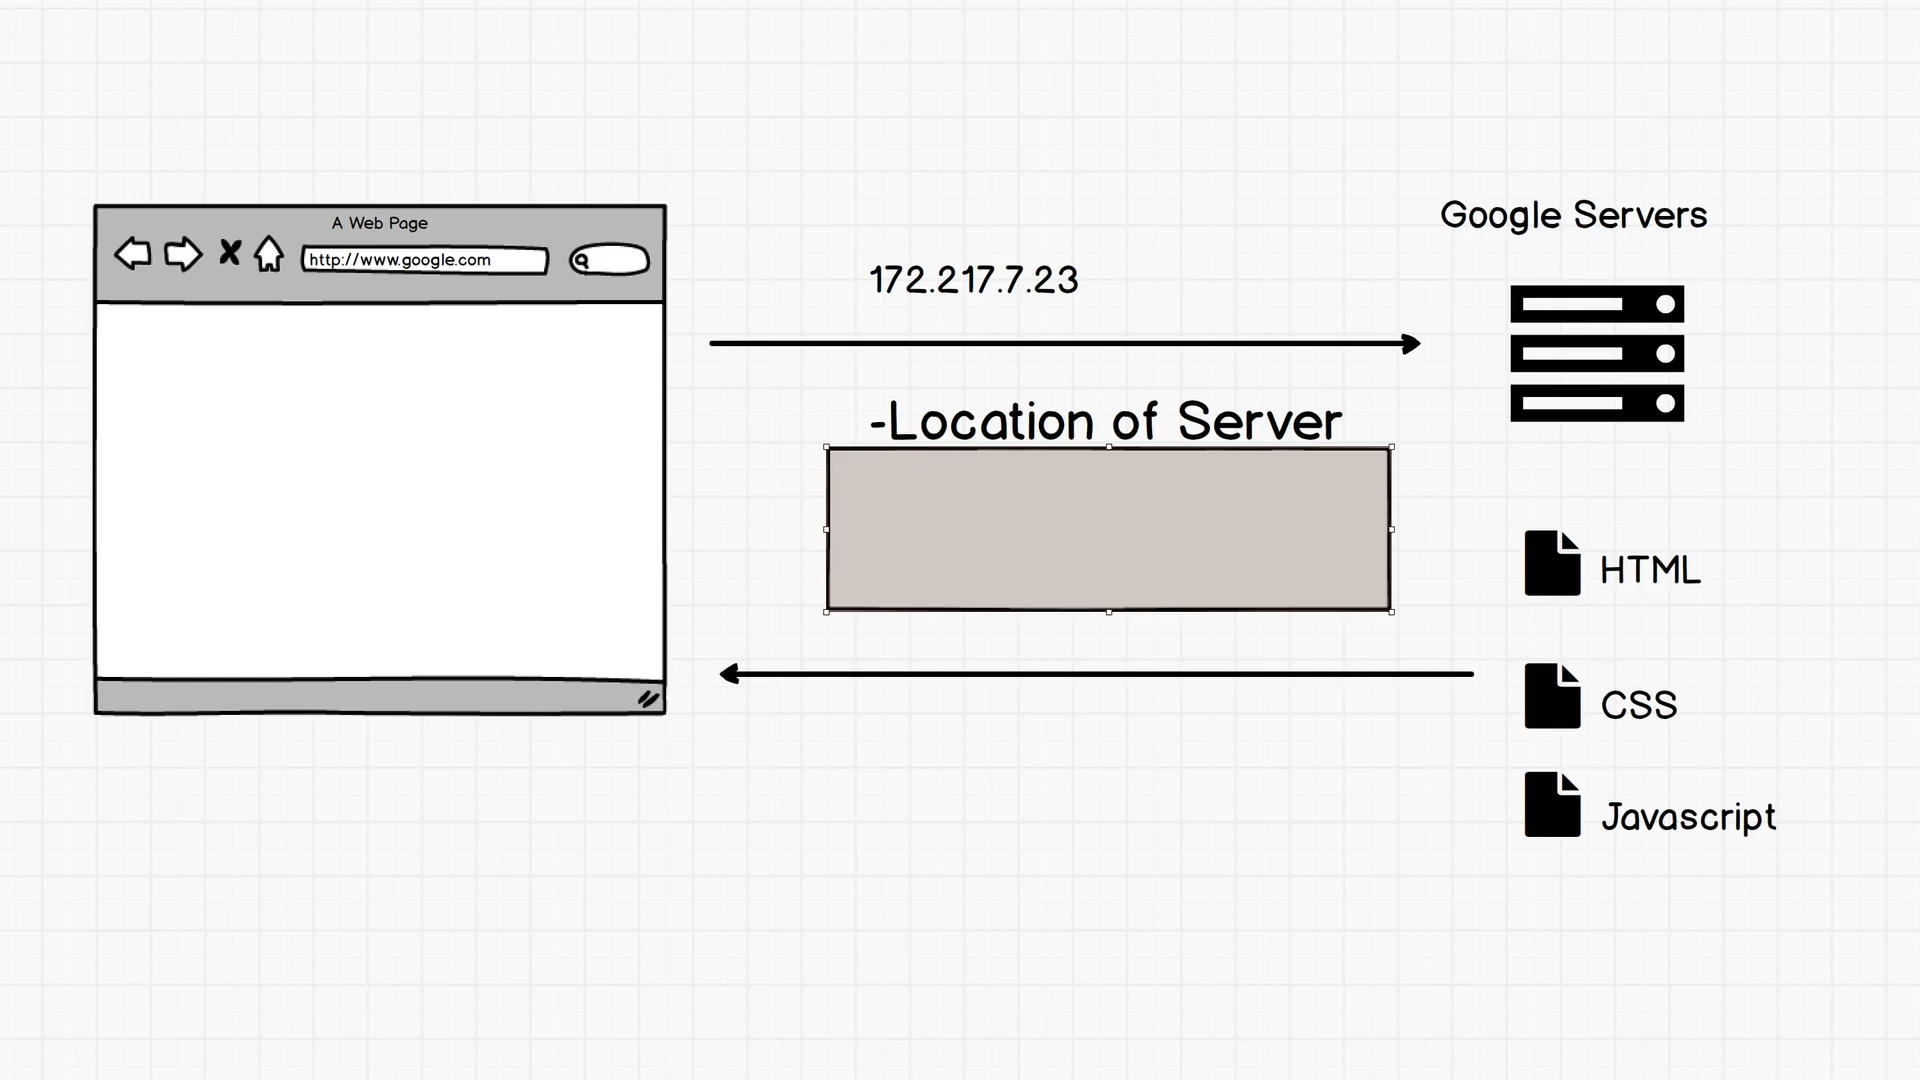 A Web Page
http://www.google.com
172.217.7.23
-Location of Server
Google Servers
HTML
CSS
Javascript